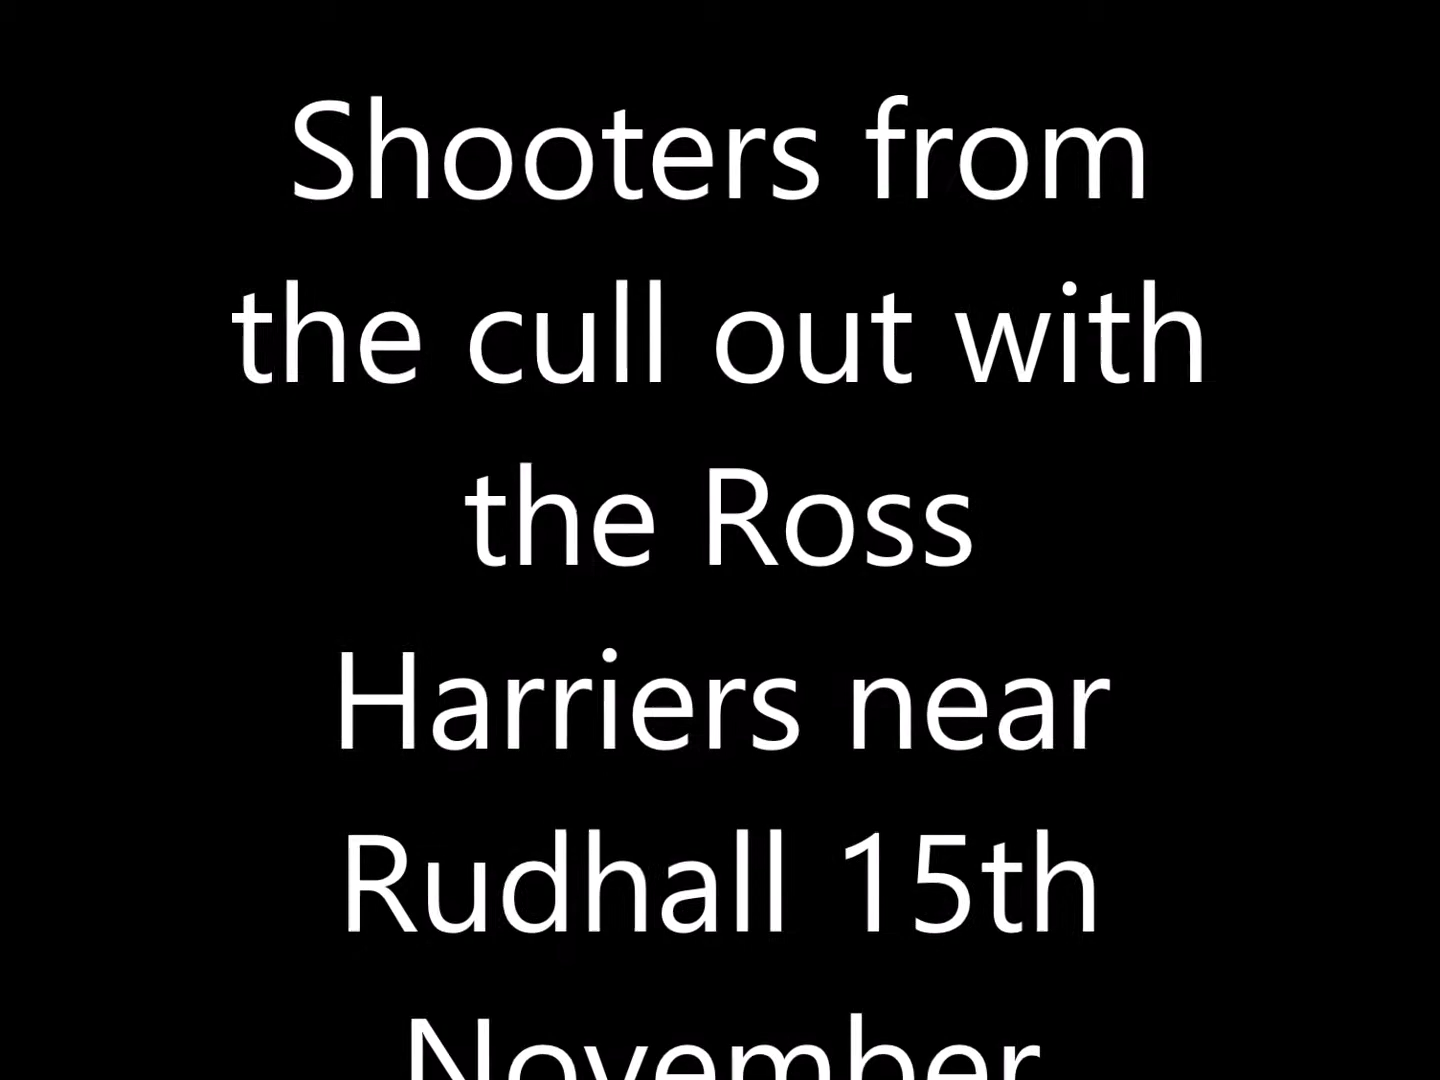 Shooters from
the cull out with
the Ross
Harriers near
Rudhall 15th
November